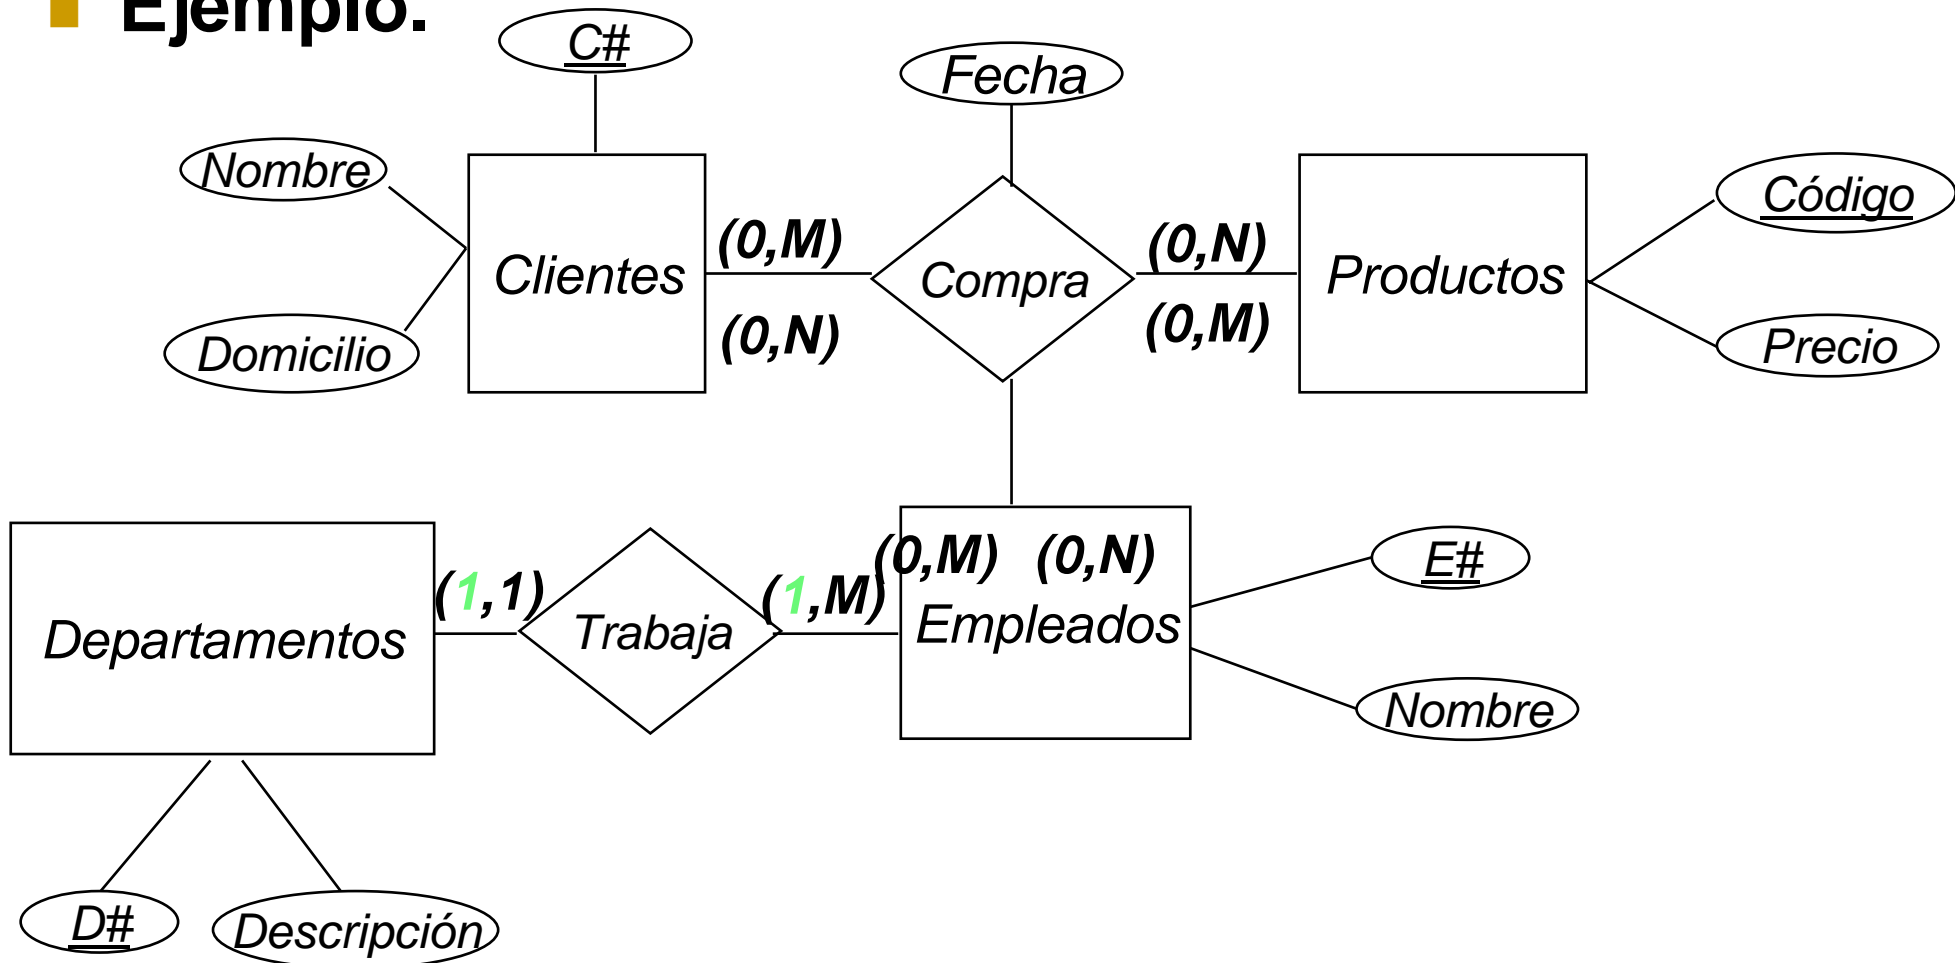 Ejemplo.
C#
Fecha
Nombre
Código
(0,M)
(0,N)
Clientes
Compra
Productos
(0,N)
(0,M)
Domicilio
Precio
(0,M) (0,N)
E#
(1,1)
(1,M)
Departamentos
Trabaja
Empleados
Nombre
D#
Descripción